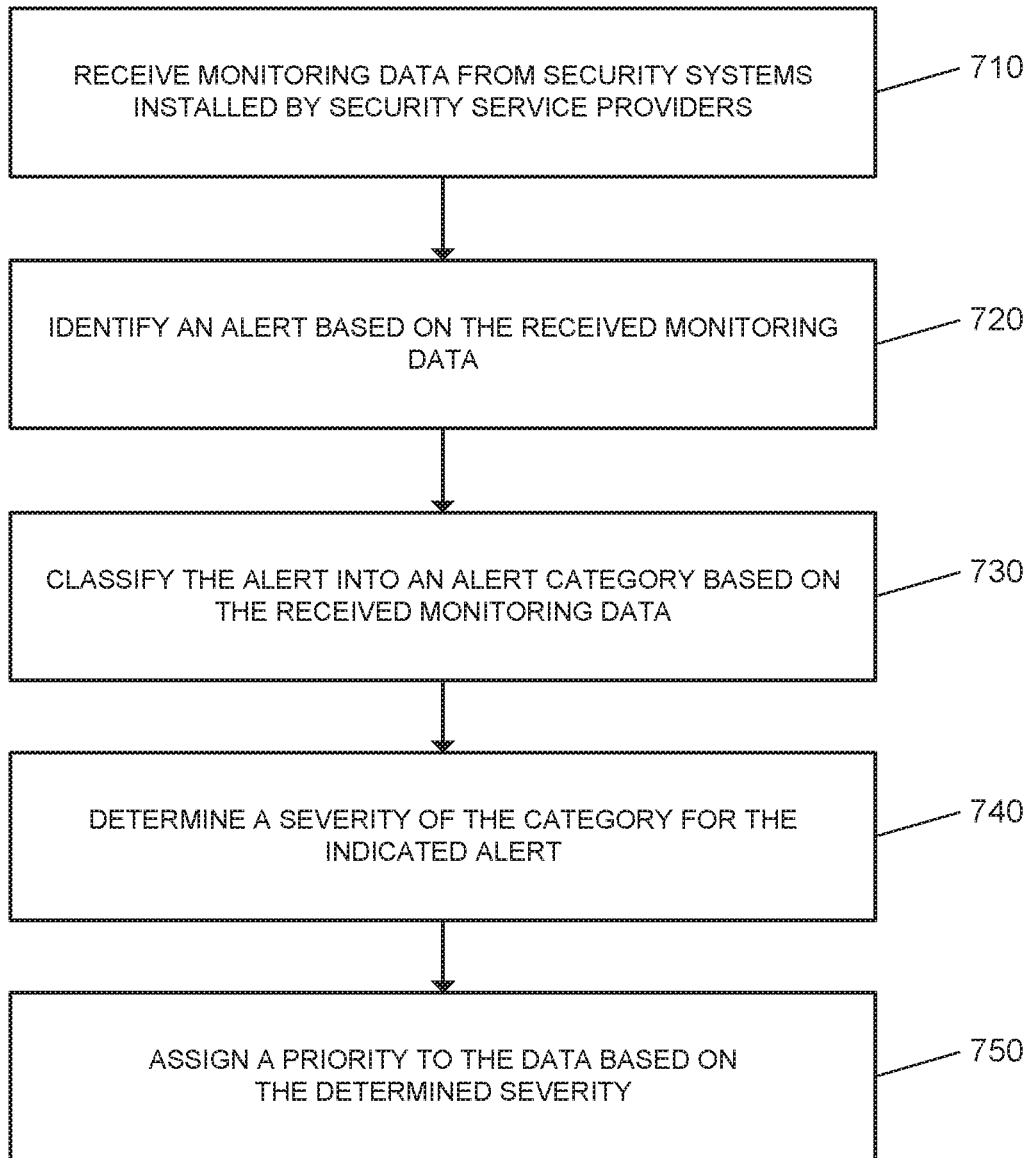 RECEIVE MONITORING DATA FROM SECURITY SYSTEMS
INSTALLED BY SECURITY SERVICE PROVIDERS
710
IDENTIFY AN ALERT BASED ON THE RECEIVED MONITORING
DATA
720
CLASSIFY THE ALERT INTO AN ALERT CATEGORY BASED ON
THE RECEIVED MONITORING DATA
730
DETERMINE A SEVERITY OF THE CATEGORY FOR THE
INDICATED ALERT
740
ASSIGN A PRIORITY TO THE DATA BASED ON
THE DETERMINED SEVERITY
750